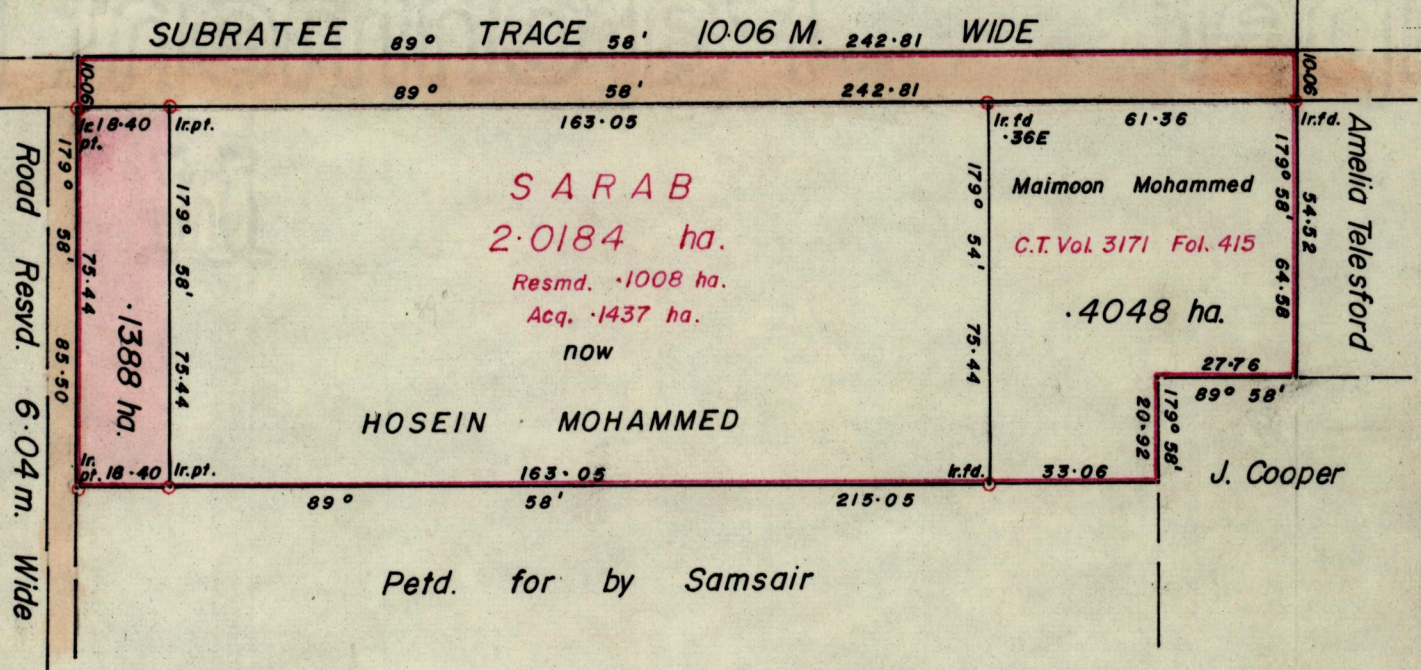 SUBRATEE 89° TRACE 58' 10·06 M. 242·81 WIDE
10·06
89° 58' 242·81
10·06
Ir. 18·40
pt.
Ir.pt.
163·05
Ir.fd
·36E
61·36
Ir.fd.
Road Resvd. 6·04 m. Wide
179° 58' 85·50
75·44
·1388 ha.
179° 58' 75·44
SARAB
2·0184 ha.
Resmd. ·1008 ha.
Acq. ·1437 ha.
now
HOSEIN MOHAMMED
179° 54' 75·44
Maimoon Mohammed
C.T. Vol. 3171 Fol. 415
·4048 ha.
179° 58' 64·58
54·52
Amelia Telesford
27·76
89° 58'
20·92
179° 58'
J. Cooper
Ir.
pt. 18·40
Ir.pt.
163·05
Ir.fd.
33·06
89° 58' 215·05
Petd. for by Samsair